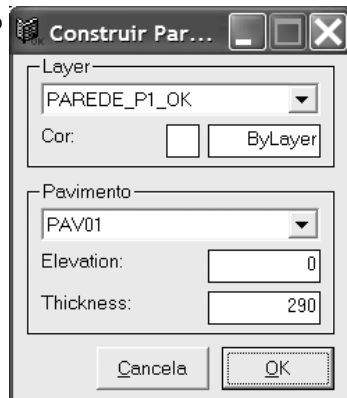 Construir Par...
Layer
PAREDE_P1_OK
Cor: ByLayer
Pavimento
PAV01
Elevation: 0
Thickness: 290
Cancela OK